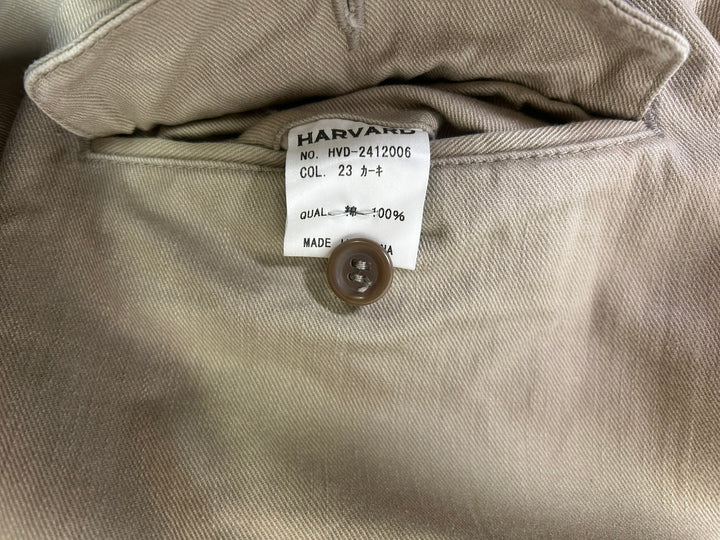 HARVARD
NO. HVD-2412006
COL. 23 カーキ
QUAL 綿 100%
MADE